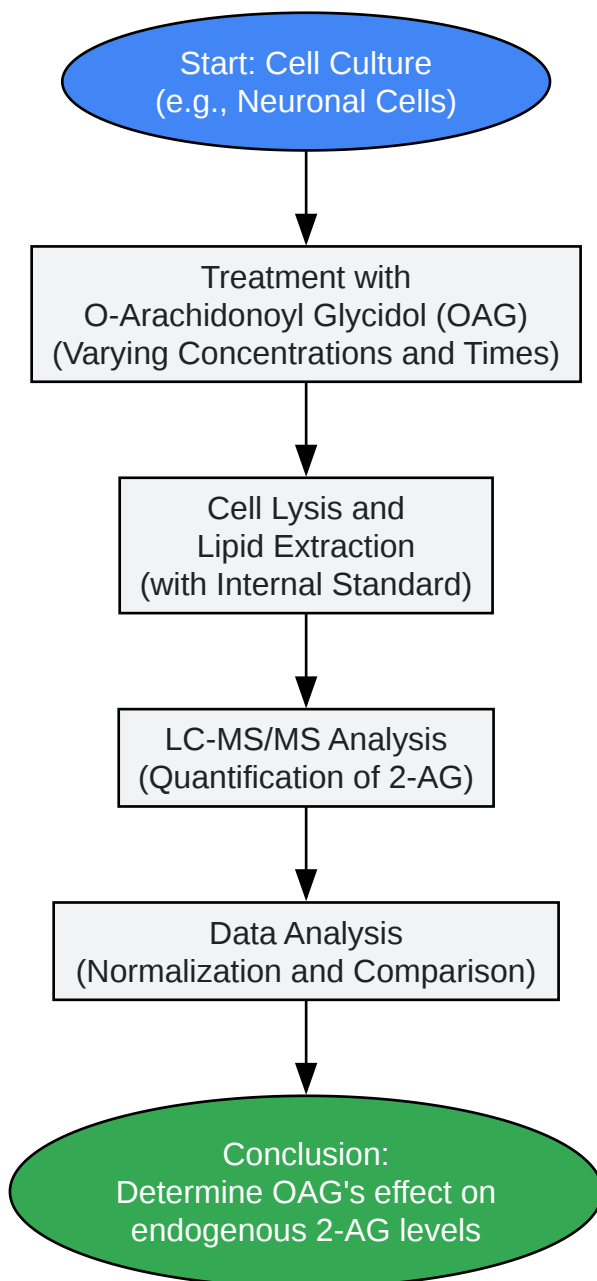 Start: Cell Culture
(e.g., Neuronal Cells)
Treatment with
O-Arachidonoyl Glycidol (OAG)
(Varying Concentrations and Times)
Cell Lysis and
Lipid Extraction
(with Internal Standard)
LC-MS/MS Analysis
(Quantification of 2-AG)
Data Analysis
(Normalization and Comparison)
Conclusion:
Determine OAG's effect on
endogenous 2-AG levels